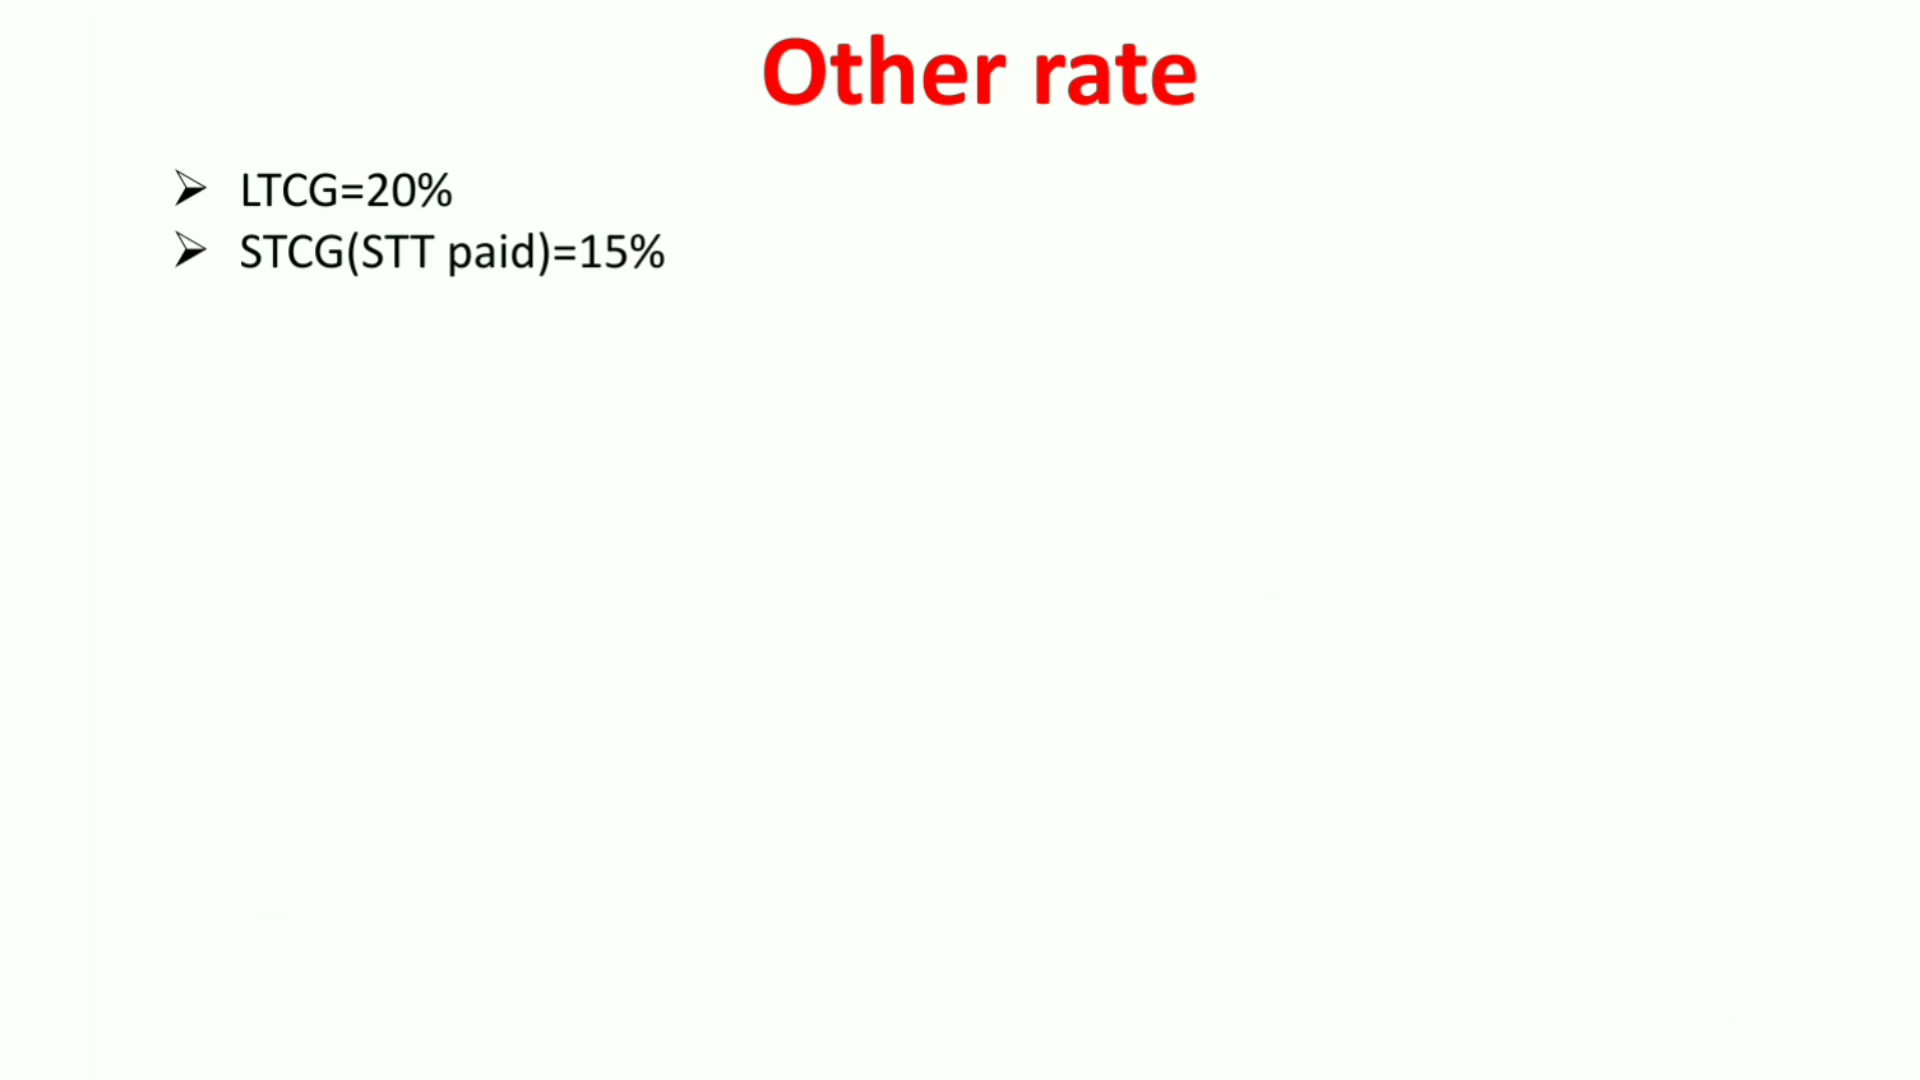 Other rate
➢ LTCG=20%
➢ STCG(STT paid)=15%